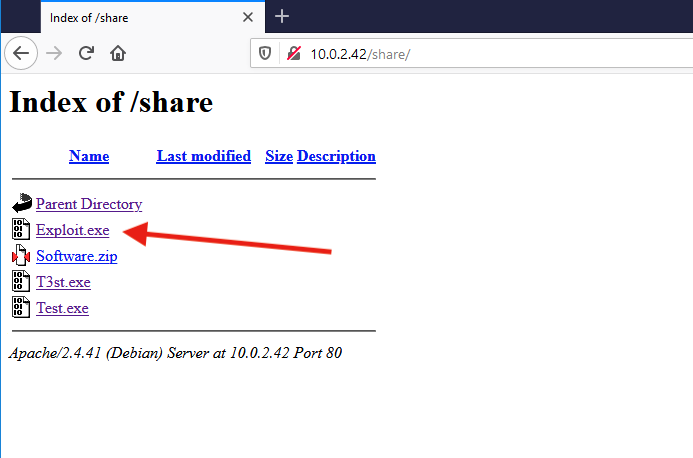 Index of /share
10.0.2.42/share/
Index of /share
Name Last modified Size Description
Parent Directory
Exploit.exe
Software.zip
T3st.exe
Test.exe
Apache/2.4.41 (Debian) Server at 10.0.2.42 Port 80